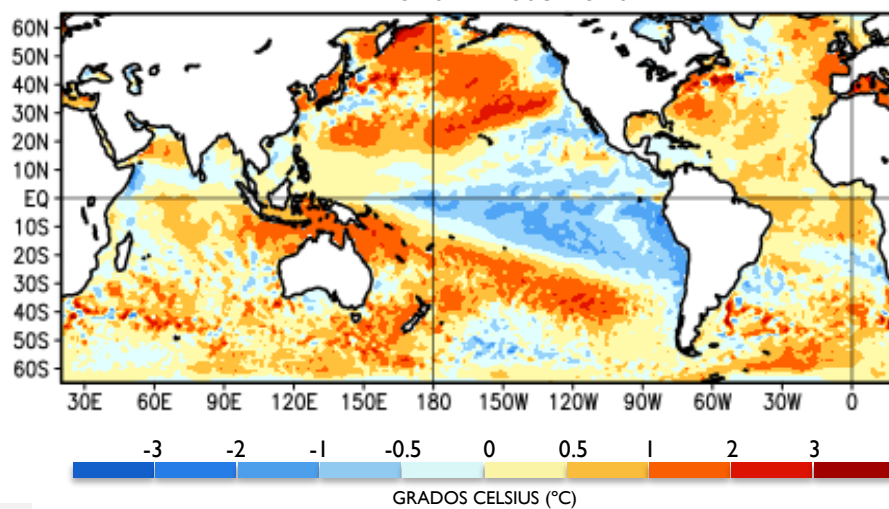 60N
50N
40N
30N
20N
10N
EQ
10S
20S
30S
40S
50S
60S
30E 60E 90E 120E 150E 180 150W 120W 90W 60W 30W 0
-3 -2 -1 -0.5 0 0.5 1 2 3
GRADOS CELSIUS (°C)